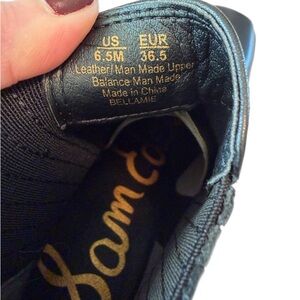 US EUR
6.5M 36.5
Leather/Man Made Upper
Balance Man Made
Made in China
BELLAMIE
Sam